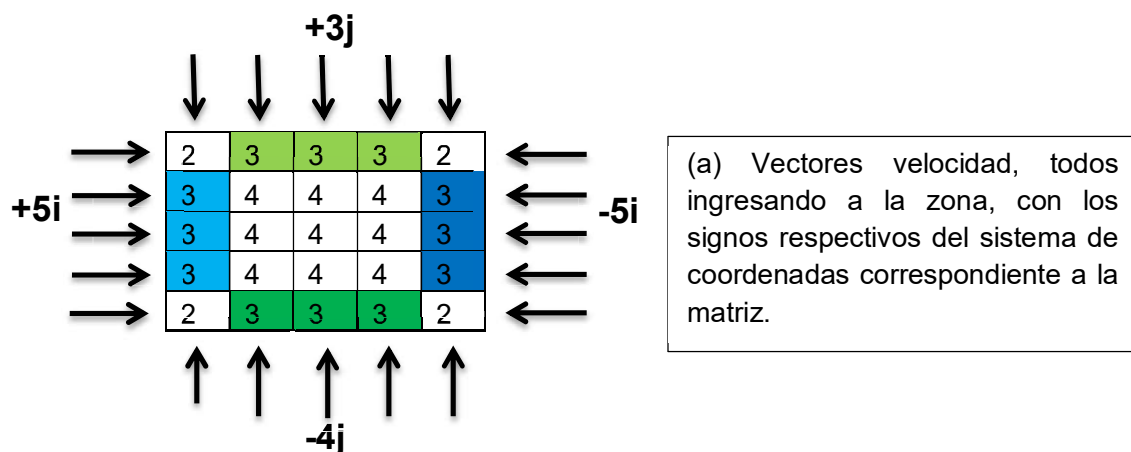 +3j
2 3 3 3 2
3 4 4 4 3
+5i
3 4 4 4 3
-5i
3 4 4 4 3
2 3 3 3 2
-4j
(a) Vectores velocidad, todos
ingresando a la zona, con los
signos respectivos del sistema de
coordenadas correspondiente a la
matriz.